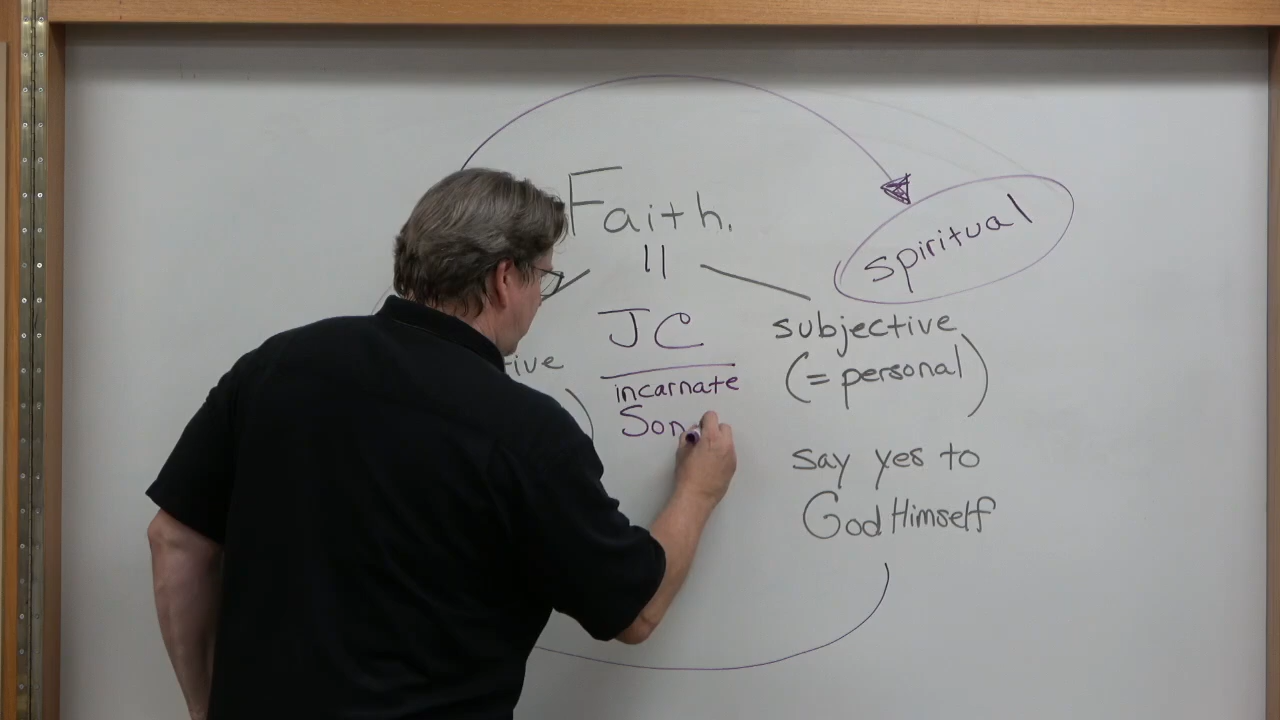 Faith.
||
spiritual
JC
incarnate
Son
subjective
(= personal)
say yes to
God Himself